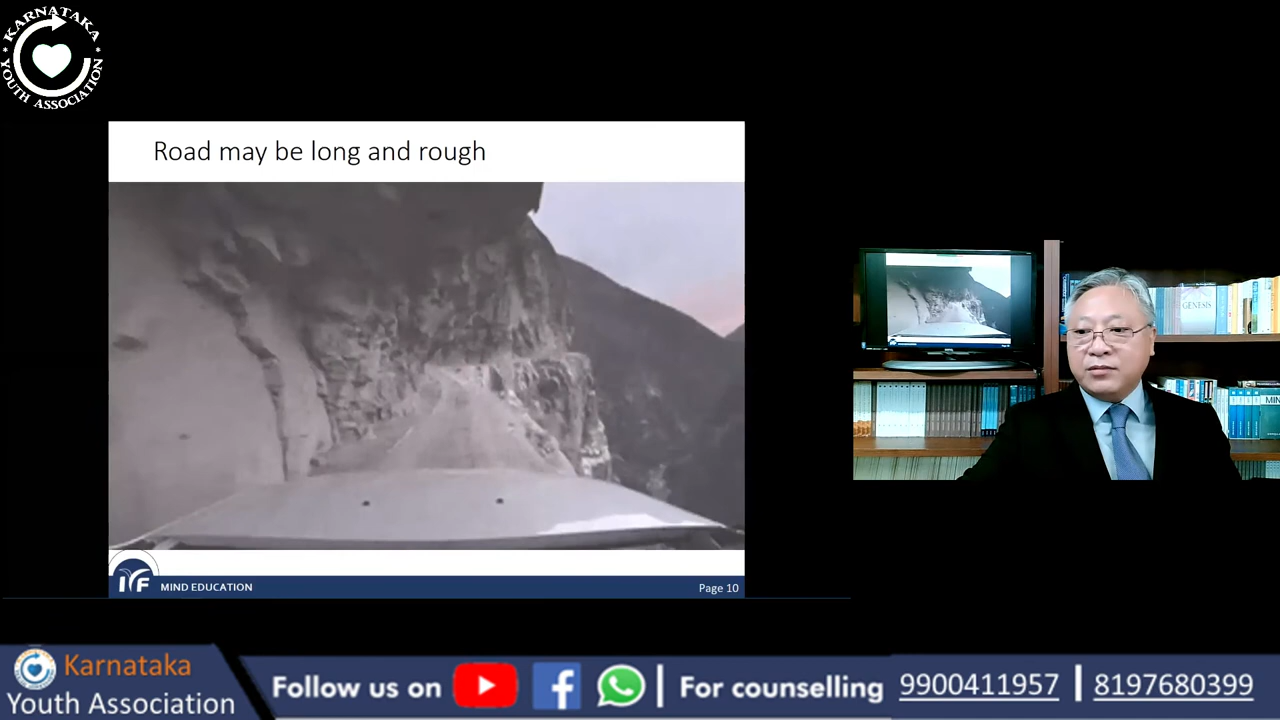 KARNATAKA
YOUTH ASSOCIATION
Road may be long and rough
GENESIS
MIN
IYF MIND EDUCATION
Page 10
Karnataka
Youth Association
Follow us on
For counselling
9900411957
8197680399